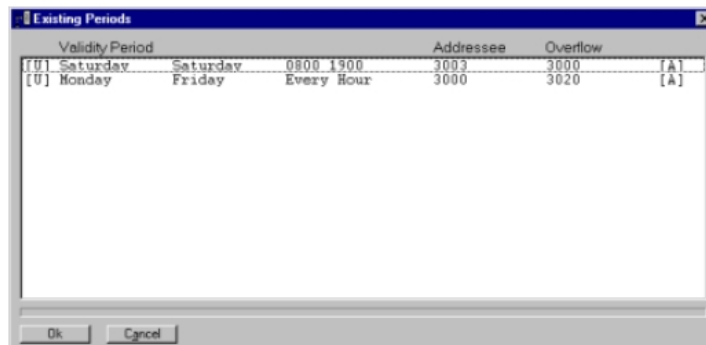 Existing Periods
Validity Period Addressee Overflow
[U] Saturday Saturday 0800 1900 3003 3000 [A]
[U] Monday Friday Every Hour 3000 3020 [A]
Ok Cancel